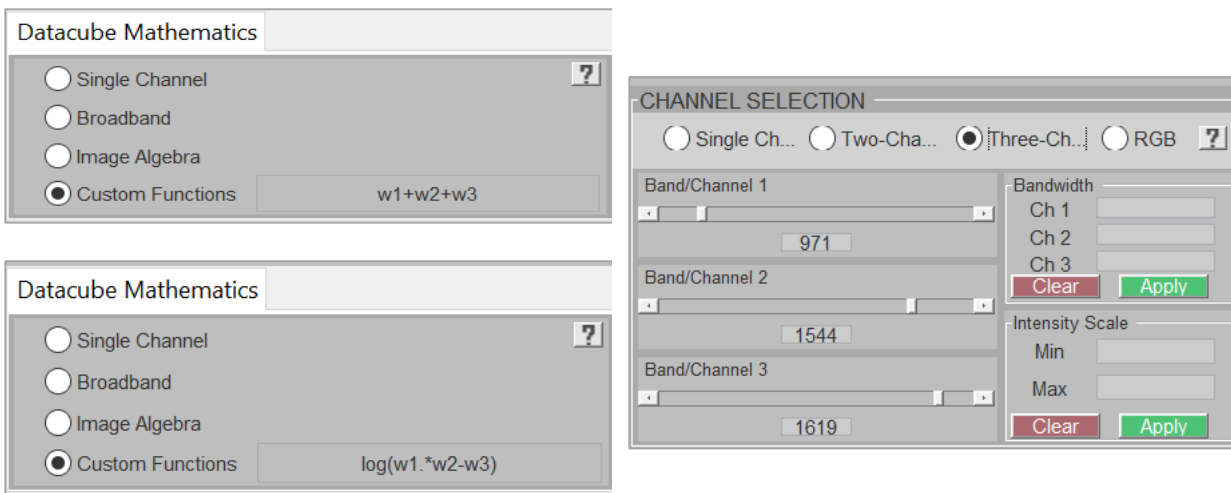 Datacube Mathematics
Single Channel
?
Broadband
Image Algebra
Custom Functions
w1+w2+w3
Datacube Mathematics
Single Channel
?
Broadband
Image Algebra
Custom Functions
log(w1.*w2-w3)
CHANNEL SELECTION
Single Ch... Two-Cha... Three-Ch... RGB ?
Band/Channel 1
971
Band/Channel 2
1544
Band/Channel 3
1619
Bandwidth
Ch 1
Ch 2
Ch 3
Clear Apply
Intensity Scale
Min
Max
Clear Apply